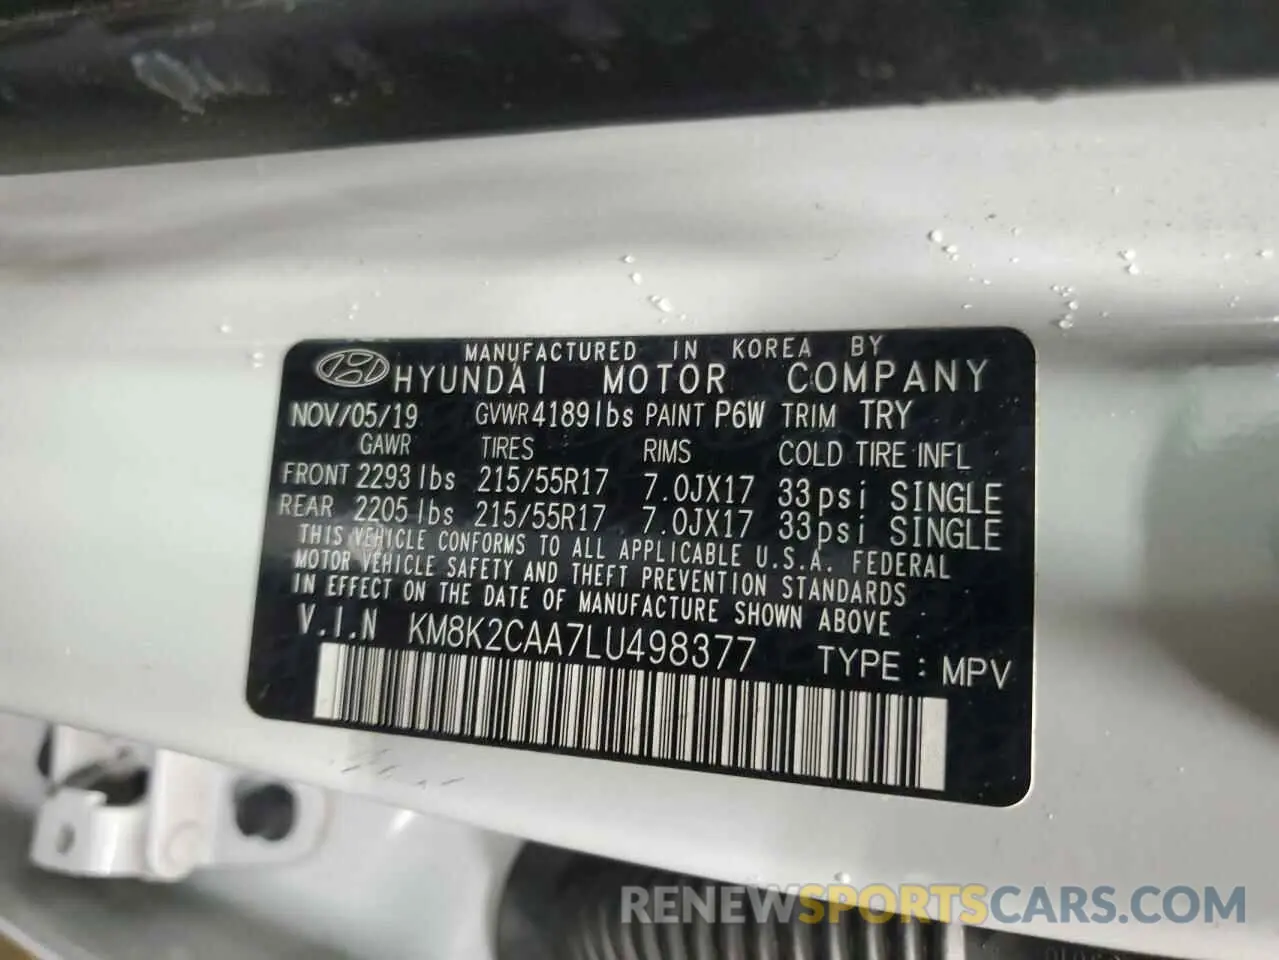 MANUFACTURED IN KOREA BY
HYUNDAI MOTOR COMPANY
NOV/05/19 GVWR 4189lbs PAINT P6W TRIM TRY
GAWR TIRES RIMS COLD TIRE INFL
FRONT 2293lbs 215/55R17 7.0JX17 33psi SINGLE
REAR 2205lbs 215/55R17 7.0JX17 33psi SINGLE
THIS VEHICLE CONFORMS TO ALL APPLICABLE U.S.A. FEDERAL
MOTOR VEHICLE SAFETY AND THEFT PREVENTION STANDARDS
IN EFFECT ON THE DATE OF MANUFACTURE SHOWN ABOVE
V.I.N KM8K2CAA7LU498377 TYPE : MPV
RENEWSPORTSCARS.COM